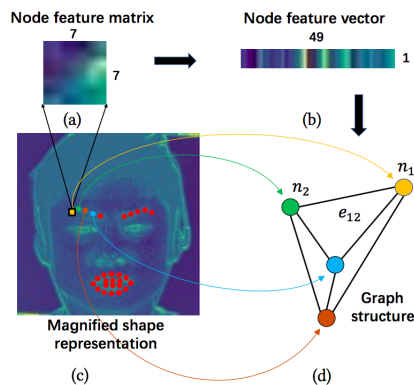 Node feature matrix
7
7
(a)
Node feature vector
49
1
(b)
n1
n2
e12
Magnified shape
representation
(c)
Graph
structure
(d)